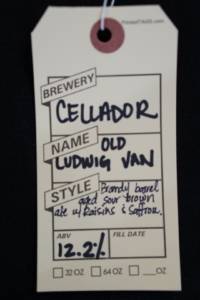 BREWERY
CELLADOR
NAME OLD
LUDWIG VAN
STYLE Brandy barrel
aged sour brown
ale w/ Raisins & Saffron.
ABV FILL DATE
12.2%
32 OZ 64 OZ OZ